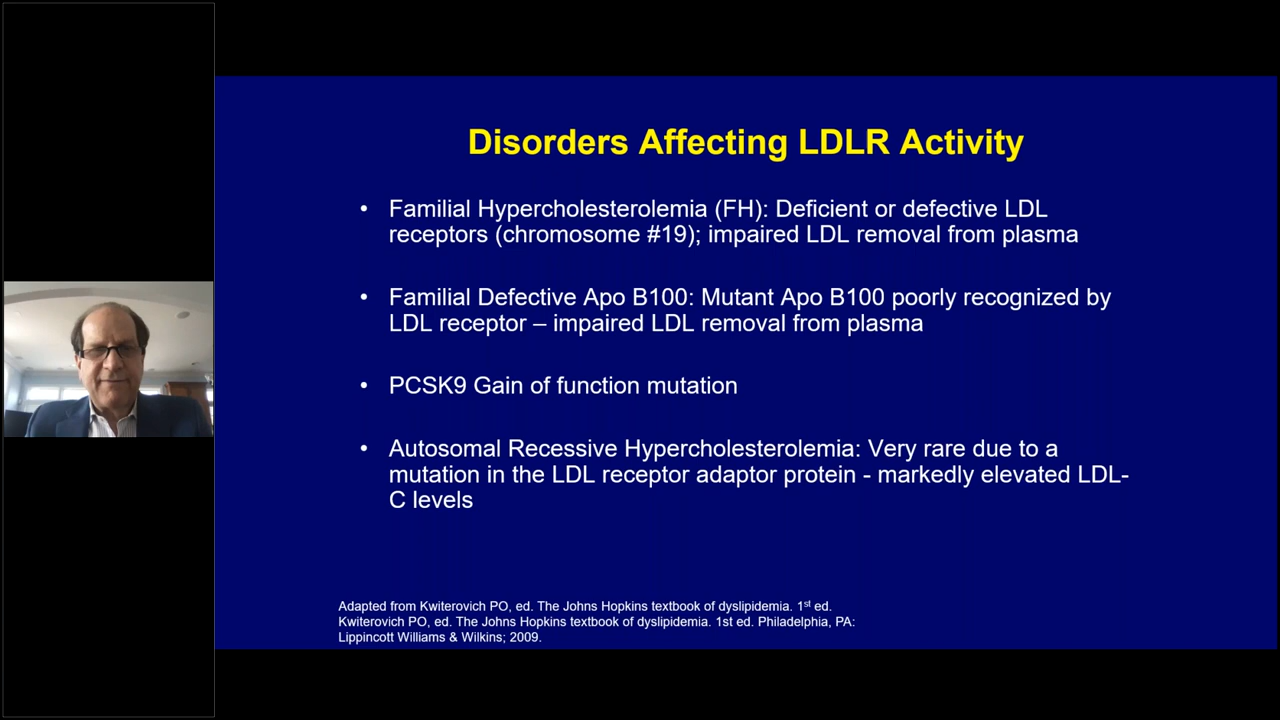 Disorders Affecting LDLR Activity
• Familial Hypercholesterolemia (FH): Deficient or defective LDL
receptors (chromosome #19); impaired LDL removal from plasma
• Familial Defective Apo B100: Mutant Apo B100 poorly recognized by
LDL receptor – impaired LDL removal from plasma
• PCSK9 Gain of function mutation
• Autosomal Recessive Hypercholesterolemia: Very rare due to a
mutation in the LDL receptor adaptor protein - markedly elevated LDL-
C levels
Adapted from Kwiterovich PO, ed. The Johns Hopkins textbook of dyslipidemia. 1st ed.
Kwiterovich PO, ed. The Johns Hopkins textbook of dyslipidemia. 1st ed. Philadelphia, PA:
Lippincott Williams & Wilkins; 2009.